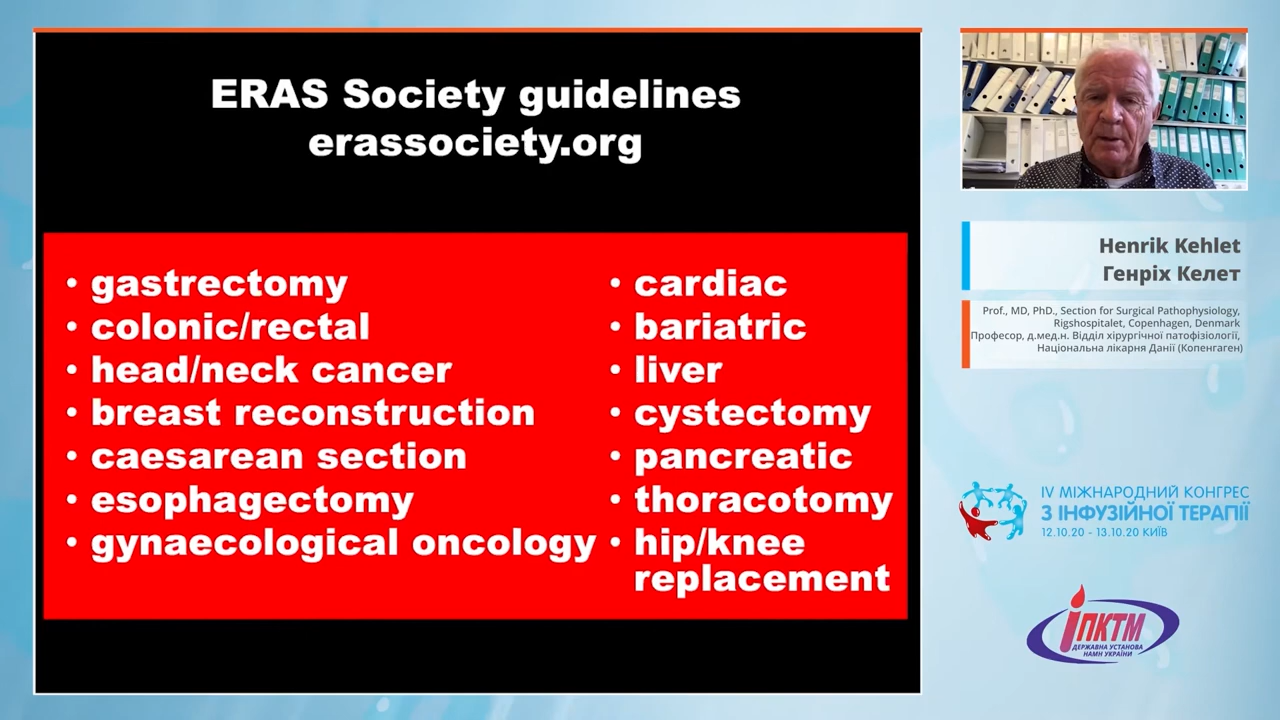 ERAS Society guidelines
erassociety.org
• gastrectomy
• colonic/rectal
• head/neck cancer
• breast reconstruction
• caesarean section
• esophagectomy
• gynaecological oncology
• cardiac
• bariatric
• liver
• cystectomy
• pancreatic
• thoracotomy
• hip/knee
replacement
Henrik Kehlet
Генріх Келет
Prof., MD, PhD., Section for Surgical Pathophysiology,
Rigshospitalet, Copenhagen, Denmark
Професор, д.мед.н. Відділ хірургічної патофізіології,
Національна лікарня Данії (Копенгаген)
IV МІЖНАРОДНИЙ КОНГРЕС
З ІНФУЗІЙНОЇ ТЕРАПІЇ
12.10.20 - 13.10.20 КИЇВ
ІПКТМ
ДЕРЖАВНА УСТАНОВА
НАМН УКРАЇНИ